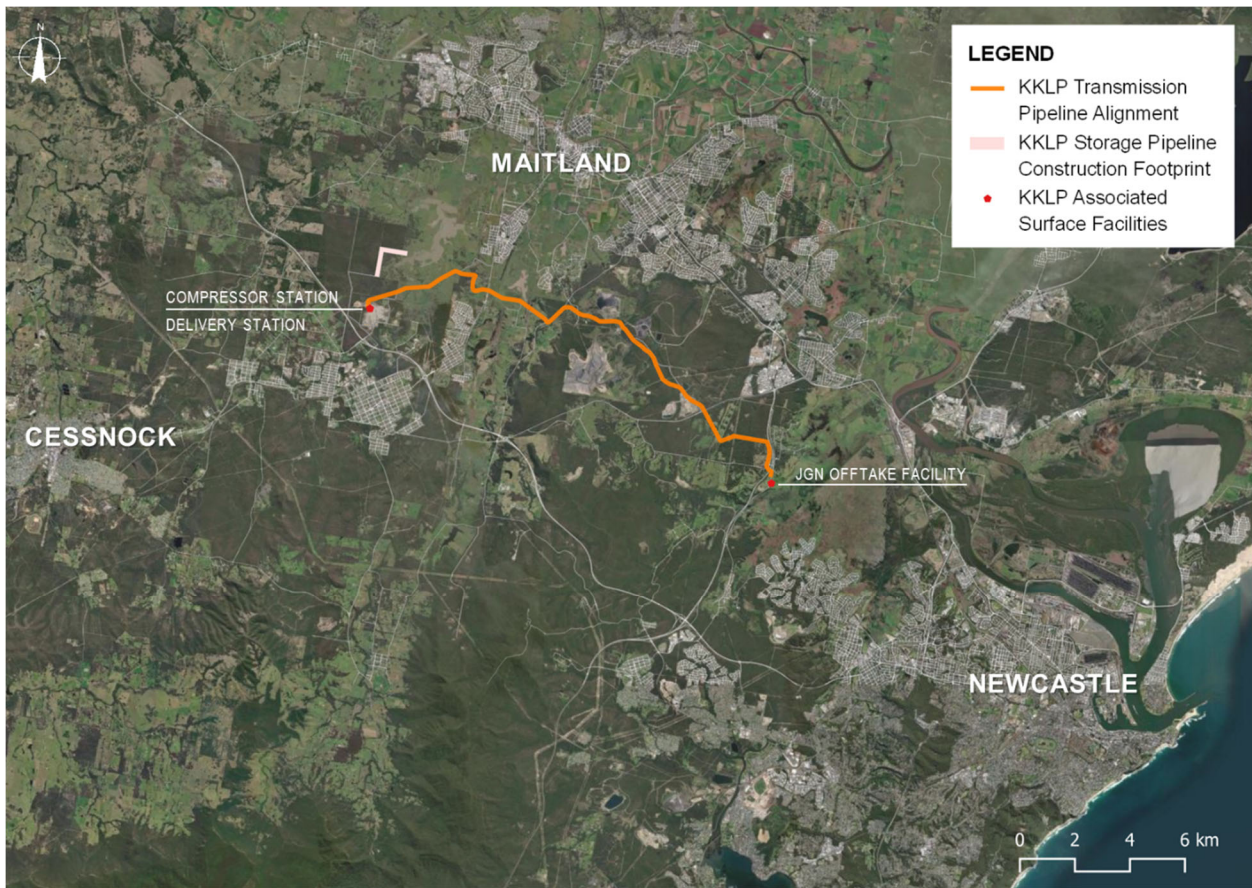 N
LEGEND
KKLP Transmission
Pipeline Alignment
KKLP Storage Pipeline
Construction Footprint
KKLP Associated
Surface Facilities
MAITLAND
COMPRESSOR STATION
DELIVERY STATION
CESSNOCK
JGN OFFTAKE FACILITY
NEWCASTLE
0 2 4 6 km